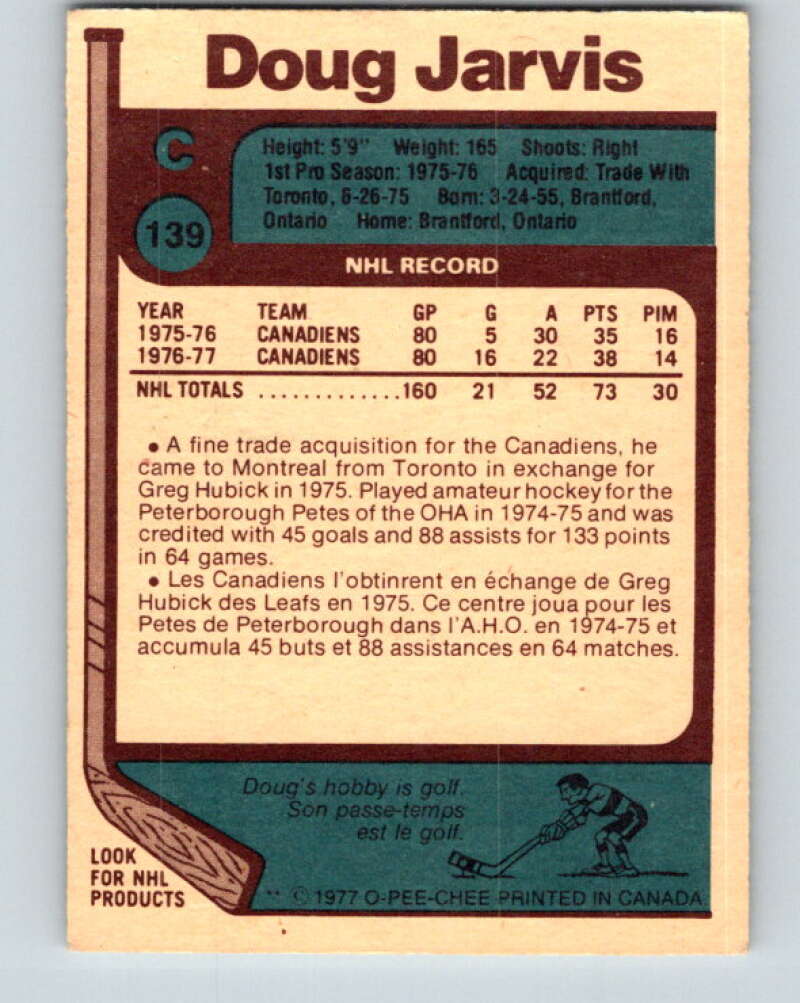 Doug Jarvis
C
139
Height: 5'9" Weight: 165 Shoots: Right
1st Pro Season: 1975-76 Acquired: Trade With
Toronto, 6-26-75 Born: 3-24-55, Brantford,
Ontario Home: Brantford, Ontario
NHL RECORD
YEAR TEAM GP G A PTS PIM
1975-76 CANADIENS 80 5 30 35 16
1976-77 CANADIENS 80 16 22 38 14
NHL TOTALS .............160 21 52 73 30
• A fine trade acquisition for the Canadiens, he
came to Montreal from Toronto in exchange for
Greg Hubick in 1975. Played amateur hockey for the
Peterborough Petes of the OHA in 1974-75 and was
credited with 45 goals and 88 assists for 133 points
in 64 games.
• Les Canadiens l'obtinrent en échange de Greg
Hubick des Leafs en 1975. Ce centre joua pour les
Petes de Peterborough dans l'A.H.O. en 1974-75 et
accumula 45 buts et 88 assistances en 64 matches.
Doug's hobby is golf.
Son passe-temps
est le golf.
LOOK
FOR NHL
PRODUCTS
** © 1977 O-PEE-CHEE PRINTED IN CANADA